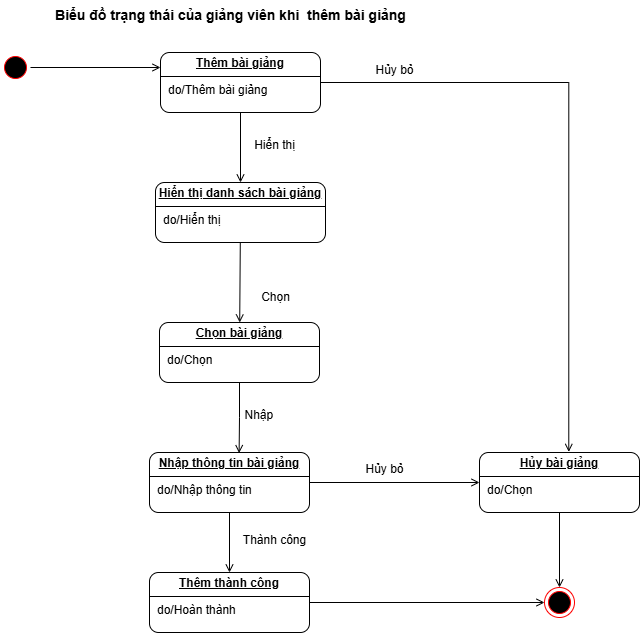 Biểu đồ trạng thái của giảng viên khi thêm bài giảng
Thêm bài giảng
do/Thêm bài giảng
Hủy bỏ
Hiển thị
Hiển thị danh sách bài giảng
do/Hiển thị
Chọn
Chọn bài giảng
do/Chọn
Nhập
Nhập thông tin bài giảng
do/Nhập thông tin
Hủy bỏ
Hủy bài giảng
do/Chọn
Thành công
Thêm thành công
do/Hoàn thành